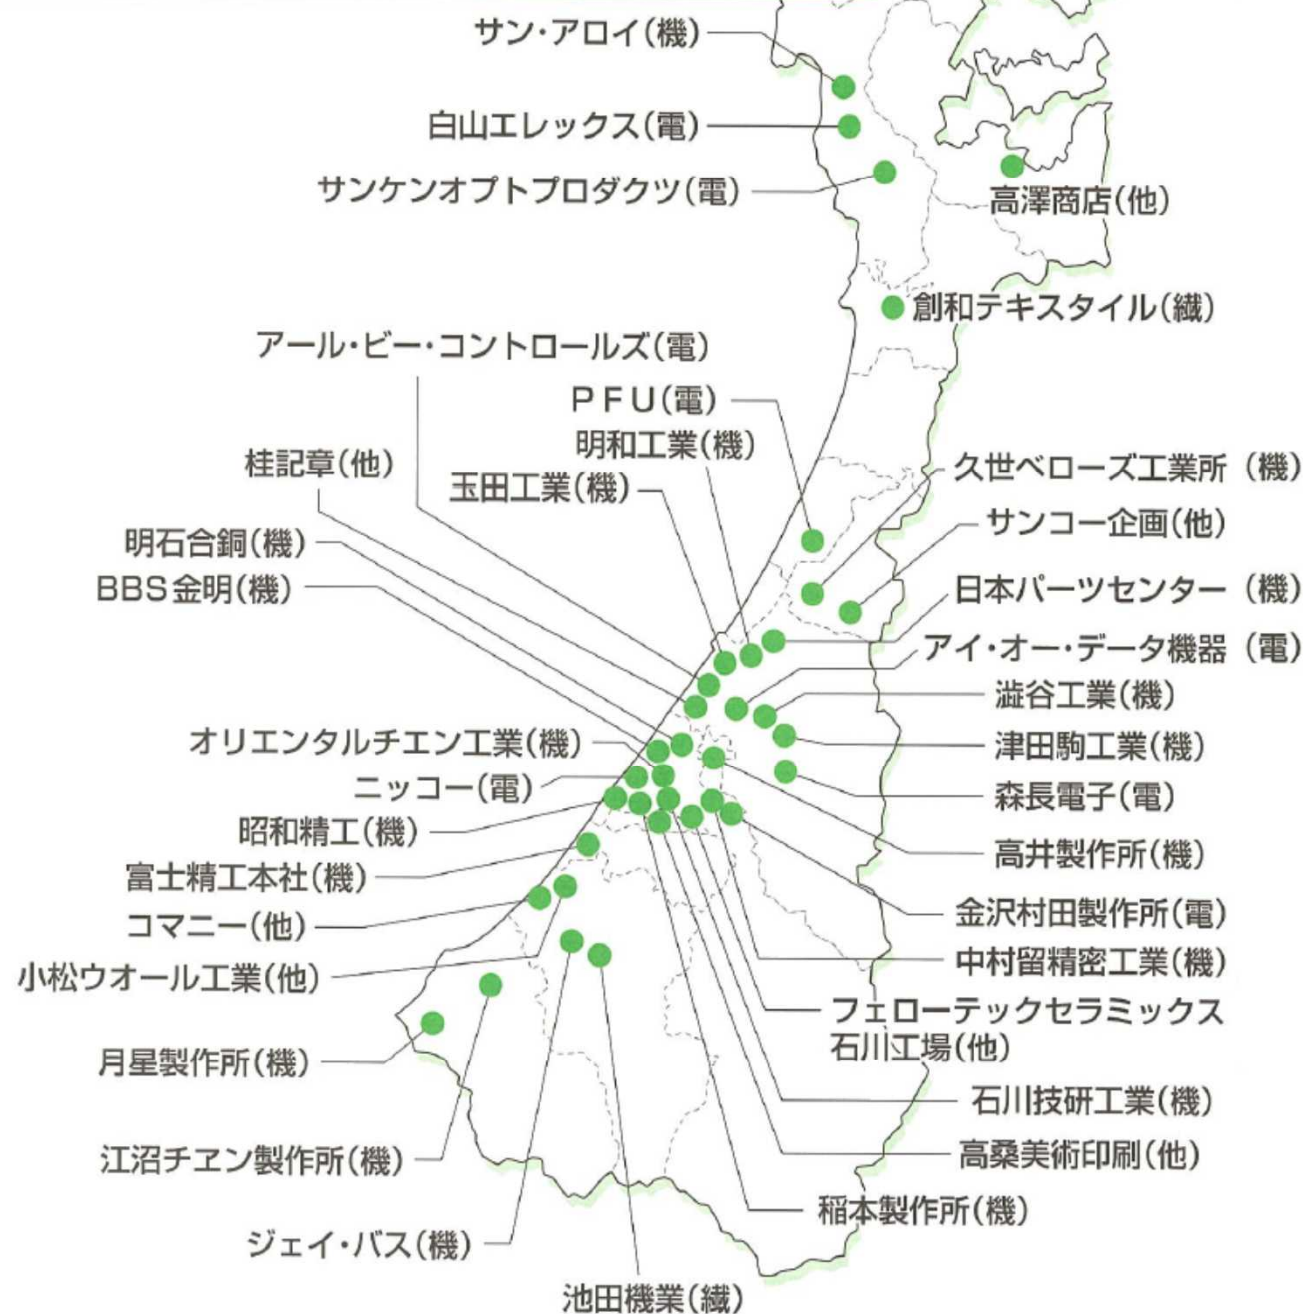 サン・アロイ(機)
白山エレックス(電)
サンケンオプトプロダクツ(電)
高澤商店(他)
創和テキスタイル(繊)
アール・ビー・コントロールズ(電)
ＰＦＵ(電)
明和工業(機)
桂記章(他)
玉田工業(機)
久世ベローズ工業所(機)
サンコー企画(他)
明石合銅(機)
BBS金明(機)
日本パーツセンター(機)
アイ・オー・データ機器(電)
澁谷工業(機)
オリエンタルチエン工業(機)
津田駒工業(機)
ニッコー(電)
森長電子(電)
昭和精工(機)
高井製作所(機)
富士精工本社(機)
金沢村田製作所(電)
コマニー(他)
中村留精密工業(機)
小松ウオール工業(他)
フェローテックセラミックス
石川工場(他)
月星製作所(機)
石川技研工業(機)
江沼チヱン製作所(機)
高桑美術印刷(他)
稲本製作所(機)
ジェイ・バス(機)
池田機業(繊)